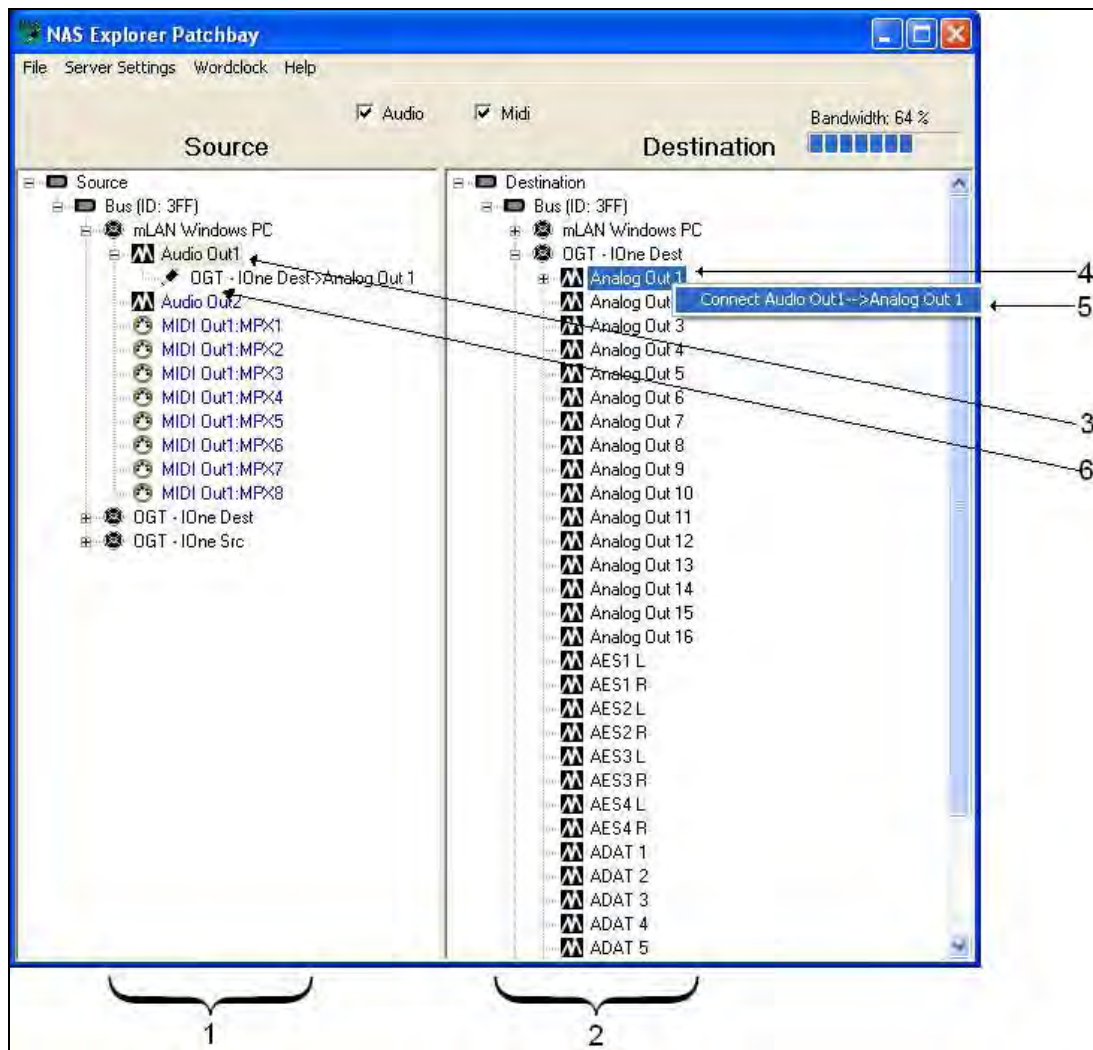 NAS Explorer Patchbay
File Server Settings Wordclock Help
Audio
Midi
Bandwidth: 64 %
Source
Destination
Source
Bus (ID: 3FF)
mLAN Windows PC
Audio Out1
OGT - IOne Dest->Analog Out 1
Audio Out2
MIDI Out1:MPX1
MIDI Out1:MPX2
MIDI Out1:MPX3
MIDI Out1:MPX4
MIDI Out1:MPX5
MIDI Out1:MPX6
MIDI Out1:MPX7
MIDI Out1:MPX8
OGT - IOne Dest
OGT - IOne Src
Destination
Bus (ID: 3FF)
mLAN Windows PC
OGT - IOne Dest
Analog Out 1
Connect Audio Out1-->Analog Out 1
Analog Out
Analog Out 3
Analog Out 4
Analog Out 5
Analog Out 6
Analog Out 7
Analog Out 8
Analog Out 9
Analog Out 10
Analog Out 11
Analog Out 12
Analog Out 13
Analog Out 14
Analog Out 15
Analog Out 16
AES1 L
AES1 R
AES2 L
AES2 R
AES3 L
AES3 R
AES4 L
AES4 R
ADAT 1
ADAT 2
ADAT 3
ADAT 4
ADAT 5
4
5
3
6
1
2